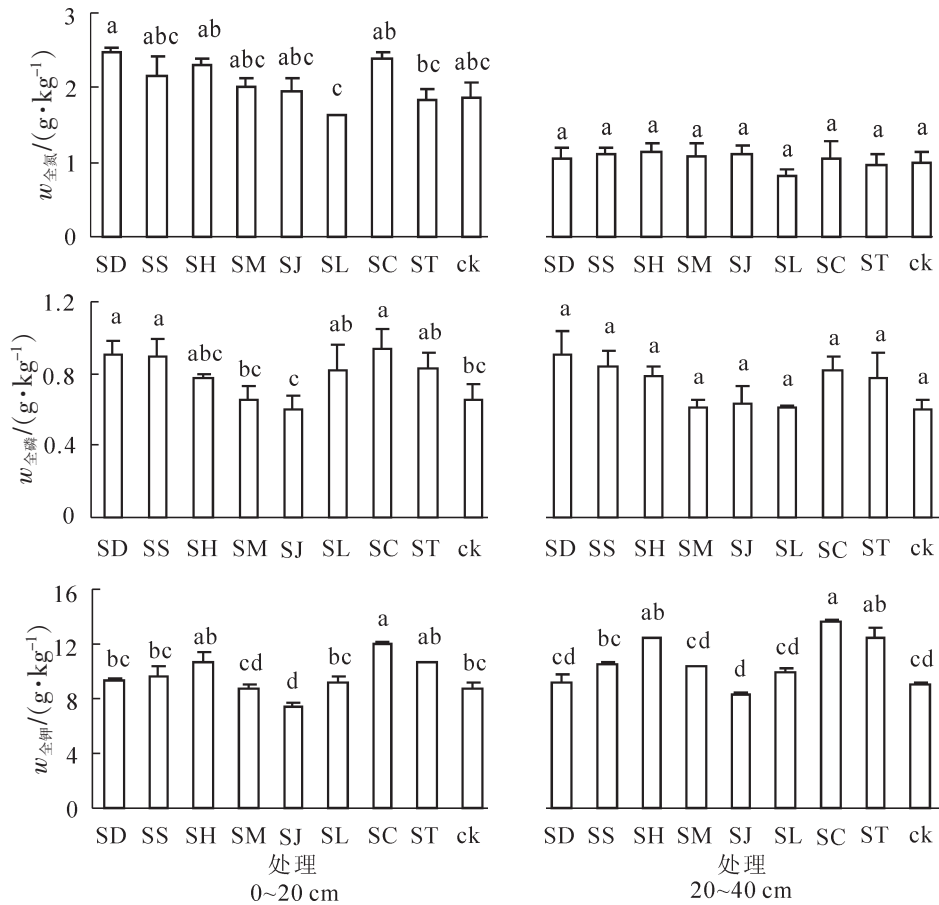 3
2
1
0
w全氮/(g·kg⁻¹)
a abc ab abc abc c ab bc abc
SD SS SH SM SJ SL SC ST ck
a a a a a a a a a
SD SS SH SM SJ SL SC ST ck
1.2
0.8
0.4
0
w全磷/(g·kg⁻¹)
a a abc bc c ab a ab bc
SD SS SH SM SJ SL SC ST ck
a a a a a a a a a
SD SS SH SM SJ SL SC ST ck
16
12
8
4
0
w全钾/(g·kg⁻¹)
bc bc ab cd d bc a ab bc
SD SS SH SM SJ SL SC ST ck
处理
0~20 cm
cd bc ab cd d cd a ab cd
SD SS SH SM SJ SL SC ST ck
处理
20~40 cm